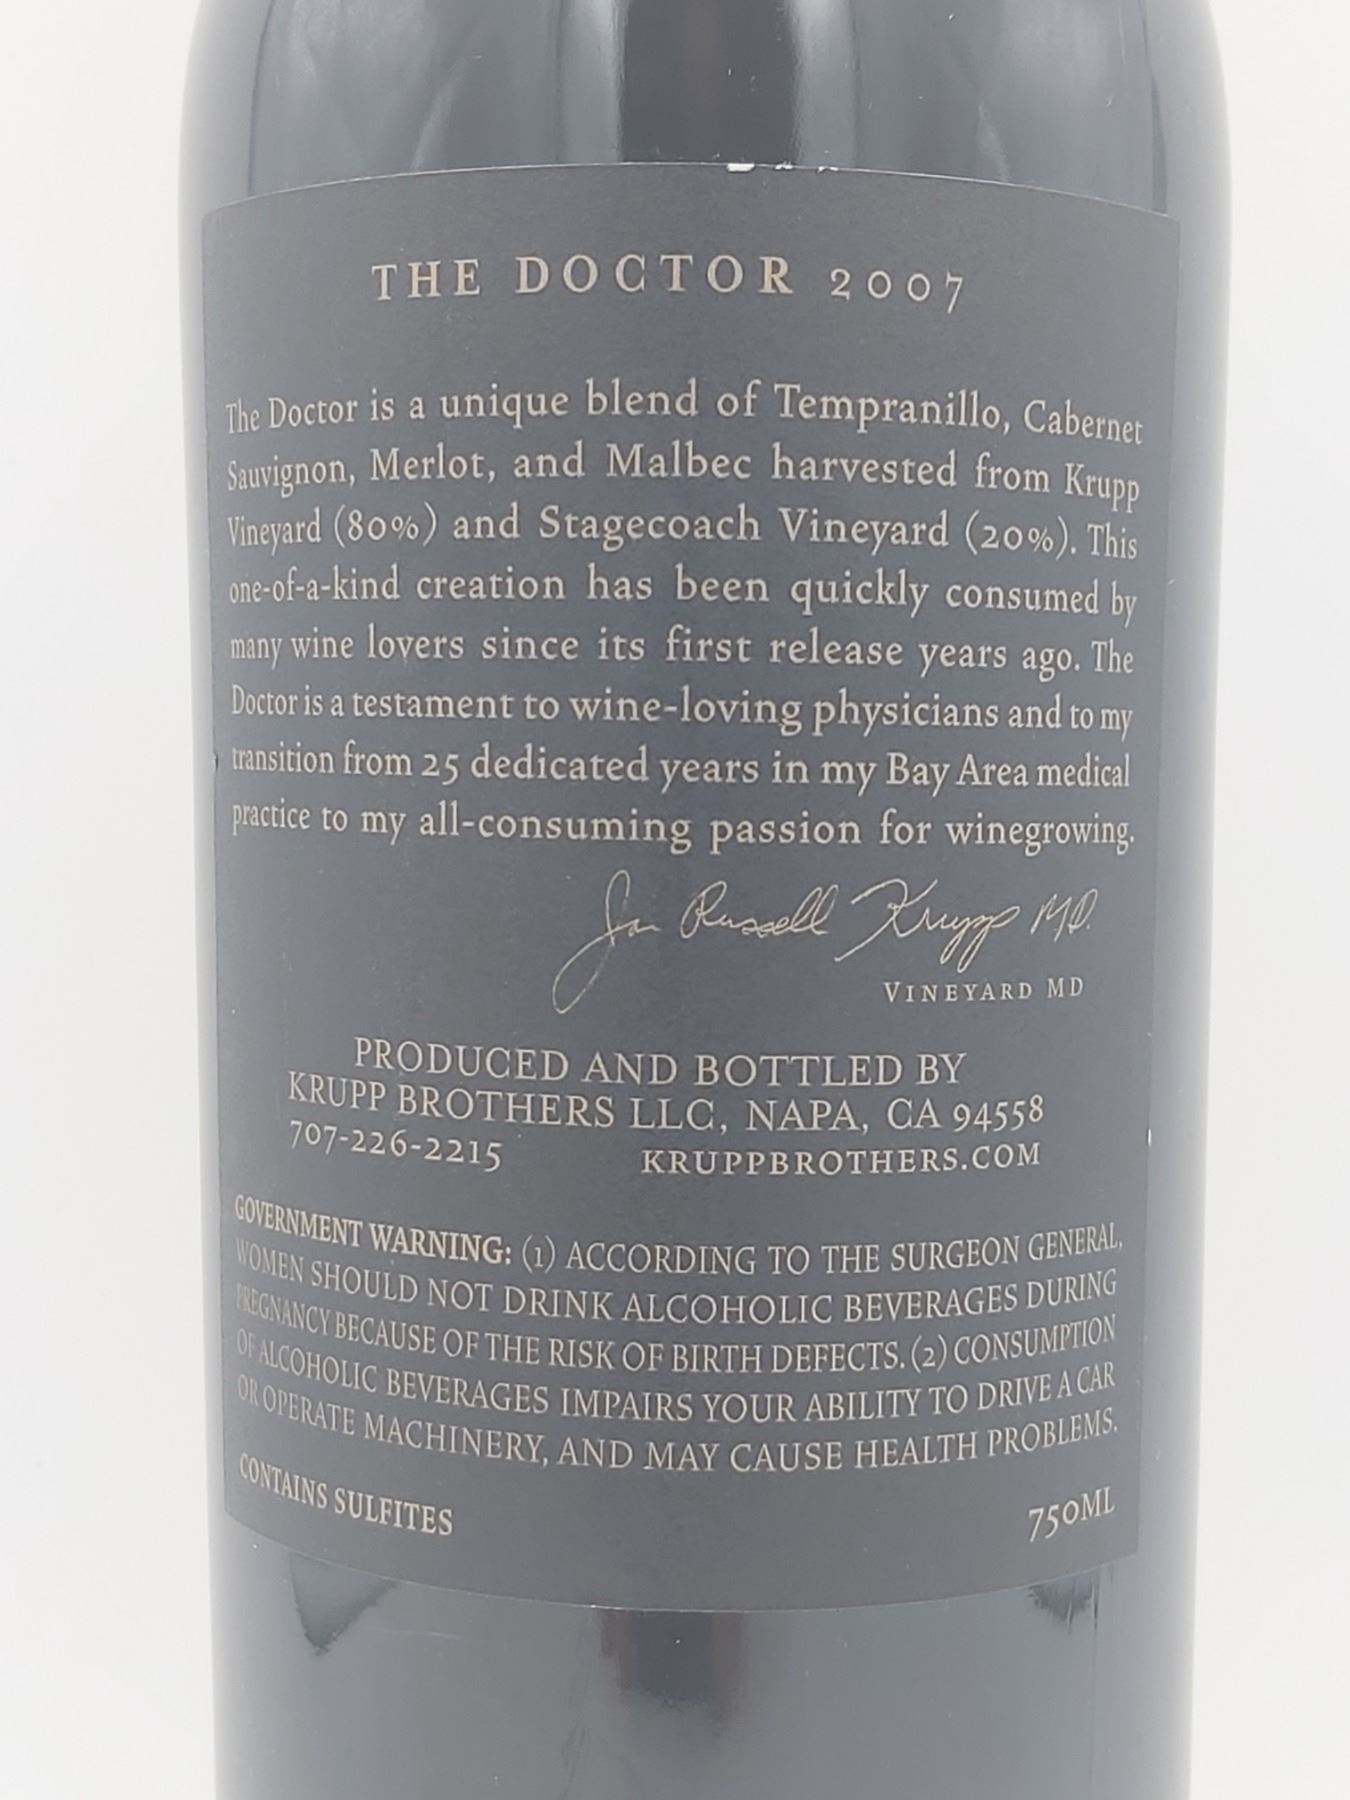 THE DOCTOR 2007
The Doctor is a unique blend of Tempranillo, Cabernet
Sauvignon, Merlot, and Malbec harvested from Krupp
Vineyard (80%) and Stagecoach Vineyard (20%). This
one-of-a-kind creation has been quickly consumed by
many wine lovers since its first release years ago. The
Doctor is a testament to wine-loving physicians and to my
transition from 25 dedicated years in my Bay Area medical
practice to my all-consuming passion for winegrowing.
Jan Russell Krupp MD.
VINEYARD MD
PRODUCED AND BOTTLED BY
KRUPP BROTHERS LLC, NAPA, CA 94558
707-226-2215 KRUPPBROTHERS.COM
GOVERNMENT WARNING: (1) ACCORDING TO THE SURGEON GENERAL,
WOMEN SHOULD NOT DRINK ALCOHOLIC BEVERAGES DURING
PREGNANCY BECAUSE OF THE RISK OF BIRTH DEFECTS. (2) CONSUMPTION
OF ALCOHOLIC BEVERAGES IMPAIRS YOUR ABILITY TO DRIVE A CAR
OR OPERATE MACHINERY, AND MAY CAUSE HEALTH PROBLEMS.
CONTAINS SULFITES 750ML